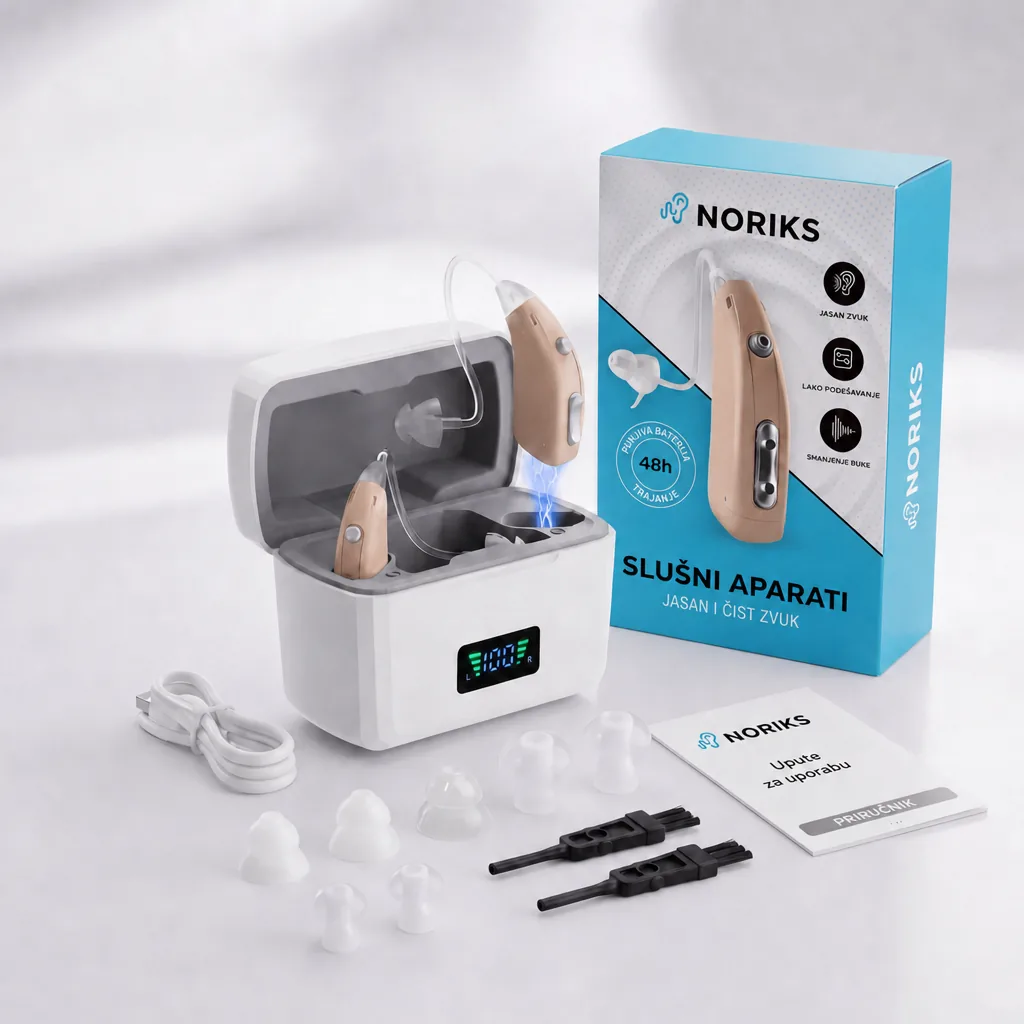 NORIKS
JASAN ZVUK
LAKO PODEŠAVANJE
SMANJENJE BUKE
PUNJIVA BATERIJA
48h
TRAJANJE
SLUŠNI APARATI
JASAN I ČIST ZVUK
NORIKS
L 100 R
NORIKS
Upute
za uporabu
PRIRUČNIK